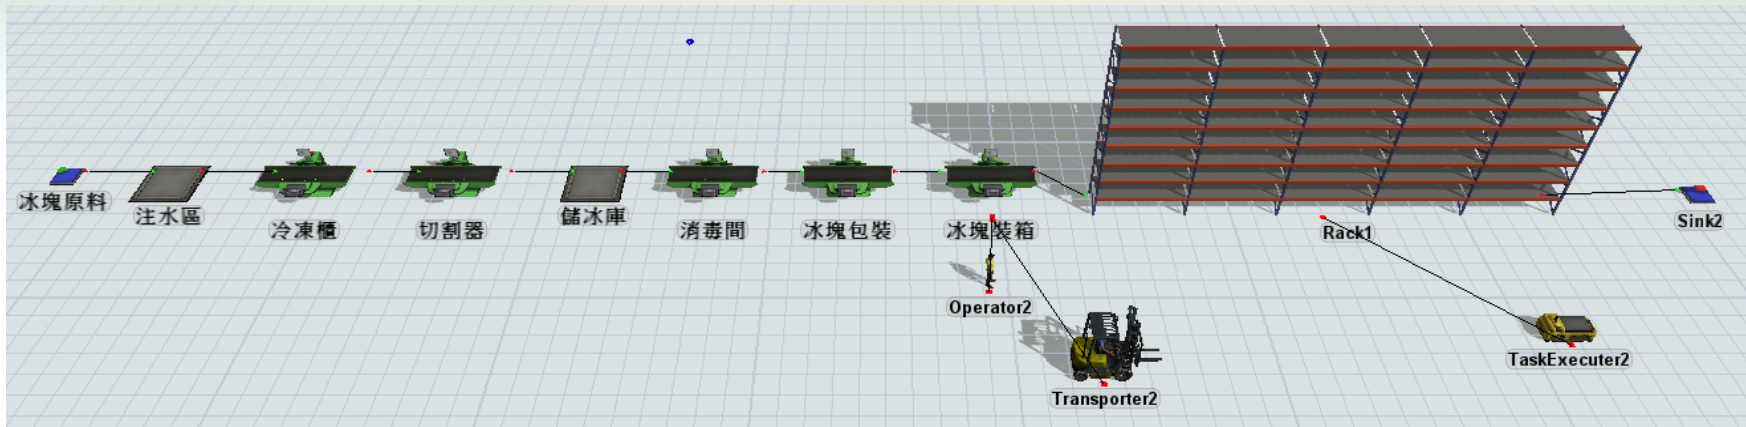 冰塊原料
注水區
冷凍櫃
切割器
儲冰庫
消毒間
冰塊包裝
冰塊裝箱
Rack1
Sink2
Operator2
TaskExecuter2
Transporter2